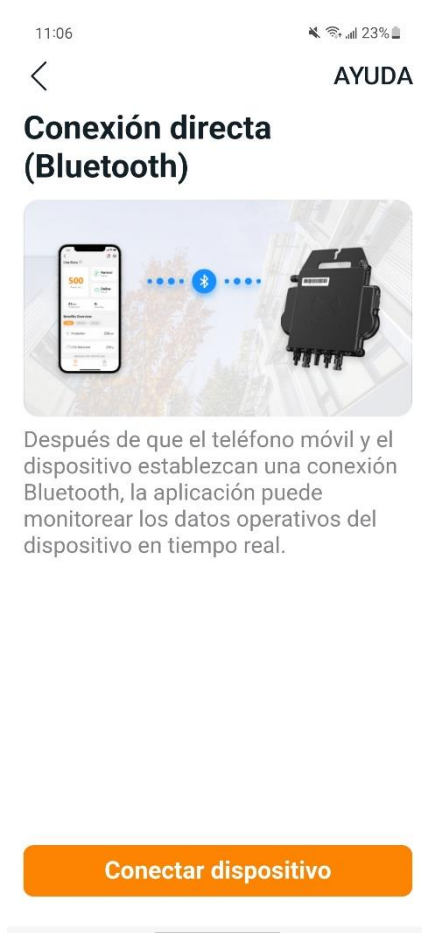 11:06
23%
AYUDA
Conexión directa
(Bluetooth)
500
Después de que el teléfono móvil y el
dispositivo establezcan una conexión
Bluetooth, la aplicación puede
monitorear los datos operativos del
dispositivo en tiempo real.
Conectar dispositivo